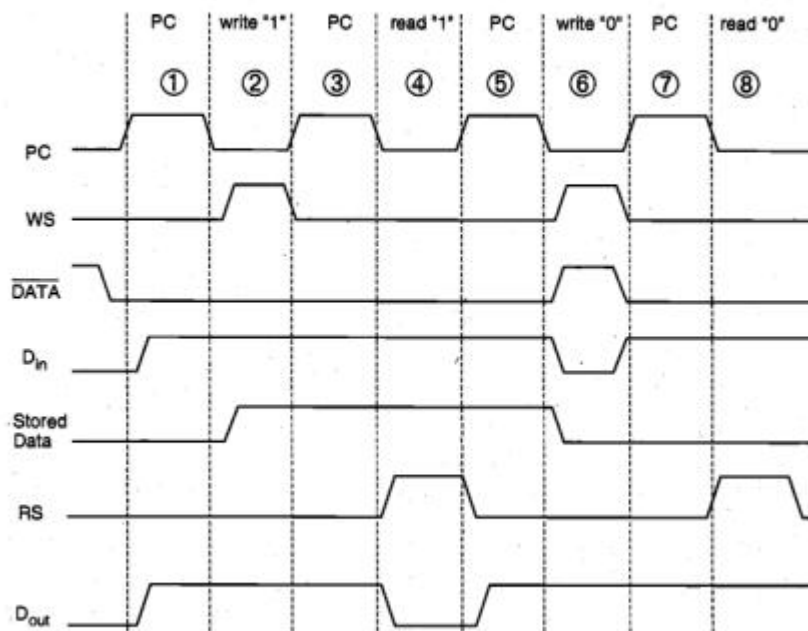 PC write "1" PC read "1" PC write "0" PC read "0"
① ② ③ ④ ⑤ ⑥ ⑦ ⑧
PC
WS
DATA
Din
Stored
Data
RS
Dout